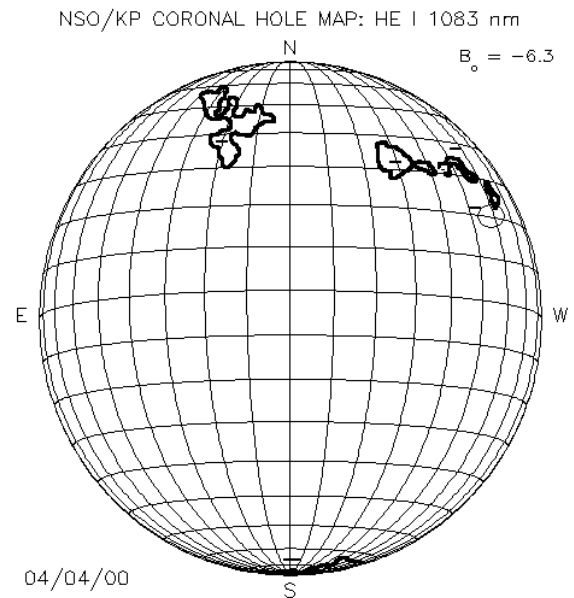 NSO/KP CORONAL HOLE MAP: HE I 1083 nm
N
B₀ = -6.3
E
W
04/04/00
S